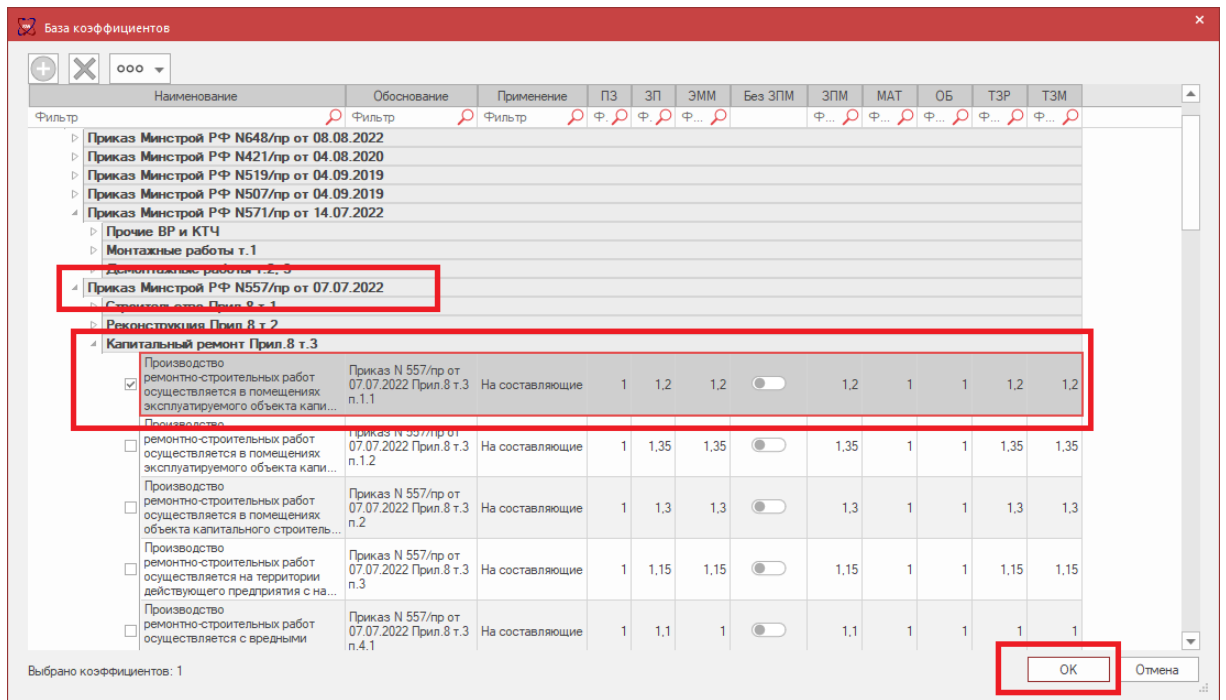 База коэффициентов
ooo
Наименование Обоснование Применение ПЗ ЗП ЭММ Без ЗПМ ЗПМ МАТ ОБ ТЗР ТЗМ
Фильтр Фильтр Фильтр Ф... Ф. Ф... Ф... Ф... Ф... Ф... Ф...
Приказ Минстрой РФ N648/пр от 08.08.2022
Приказ Минстрой РФ N421/пр от 04.08.2020
Приказ Минстрой РФ N519/пр от 04.09.2019
Приказ Минстрой РФ N507/пр от 04.09.2019
Приказ Минстрой РФ N571/пр от 14.07.2022
Прочие ВР и КТЧ
Монтажные работы т.1
Демонтажные работы т.2, 3
Приказ Минстрой РФ N557/пр от 07.07.2022
Строительство Прил.8 т.1
Реконструкция Прил.8 т.2
Капитальный ремонт Прил.8 т.3
Производство
ремонтно-строительных работ
осуществляется в помещениях
эксплуатируемого объекта капи...
Приказ N 557/пр от
07.07.2022 Прил.8 т.3
п.1.1
На составляющие 1 1,2 1,2 1,2 1 1 1,2 1,2
Производство
ремонтно-строительных работ
осуществляется в помещениях
эксплуатируемого объекта капи...
Приказ N 557/пр от
07.07.2022 Прил.8 т.3
п.1.2
На составляющие 1 1,35 1,35 1,35 1 1 1,35 1,35
Производство
ремонтно-строительных работ
осуществляется в помещениях
объекта капитального строитель...
Приказ N 557/пр от
07.07.2022 Прил.8 т.3
п.2
На составляющие 1 1,3 1,3 1,3 1 1 1,3 1,3
Производство
ремонтно-строительных работ
осуществляется на территории
действующего предприятия с на...
Приказ N 557/пр от
07.07.2022 Прил.8 т.3
п.3
На составляющие 1 1,15 1,15 1,15 1 1 1,15 1,15
Производство
ремонтно-строительных работ
осуществляется с вредными
Приказ N 557/пр от
07.07.2022 Прил.8 т.3
п.4.1
На составляющие 1 1,1 1 1,1 1 1 1 1
Выбрано коэффициентов: 1
ОК
Отмена